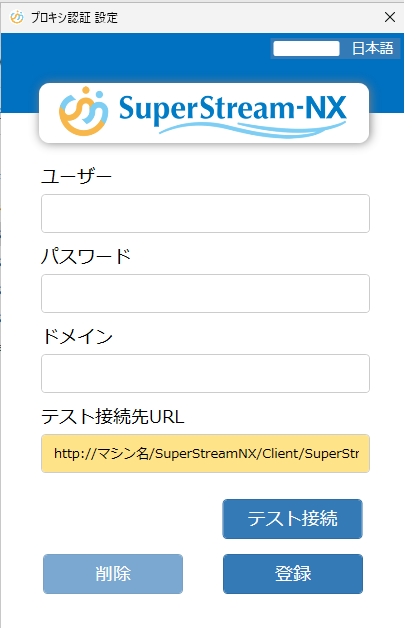 プロキシ認証 設定
日本語
SuperStream-NX
ユーザー
パスワード
ドメイン
テスト接続先URL
http://マシン名/SuperStreamNX/Client/SuperStr
テスト接続
削除
登録